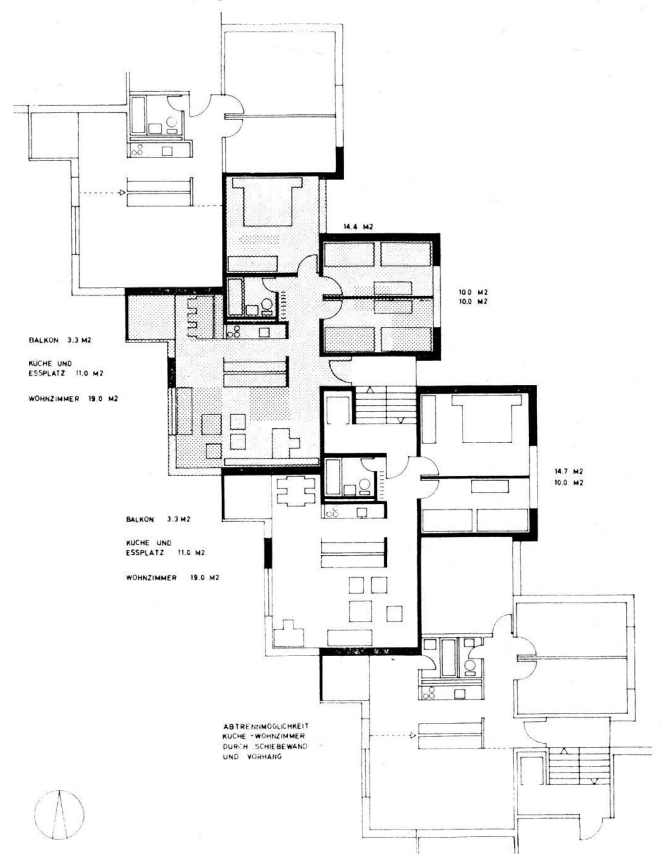 14.4 M2
10.0 M2
10.0 M2
BALKON 3.3 M2
KUCHE UND
ESSPLATZ 11.0 M2
WOHNZIMMER 19.0 M2
14.7 M2
10.0 M2
BALKON 3.3 M2
KUCHE UND
ESSPLATZ 11.0 M2
WOHNZIMMER 19.0 M2
ABTRENNMOGLICHKEIT
KUCHE - WOHNZIMMER
DURCH SCHIEBEWAND
UND VORHANG